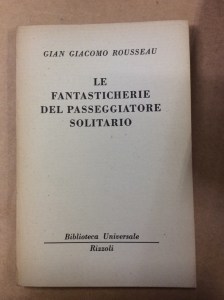 GIAN GIACOMO ROUSSEAU
LE
FANTASTICHERIE
DEL PASSEGGIATORE
SOLITARIO
Biblioteca Universale
Rizzoli